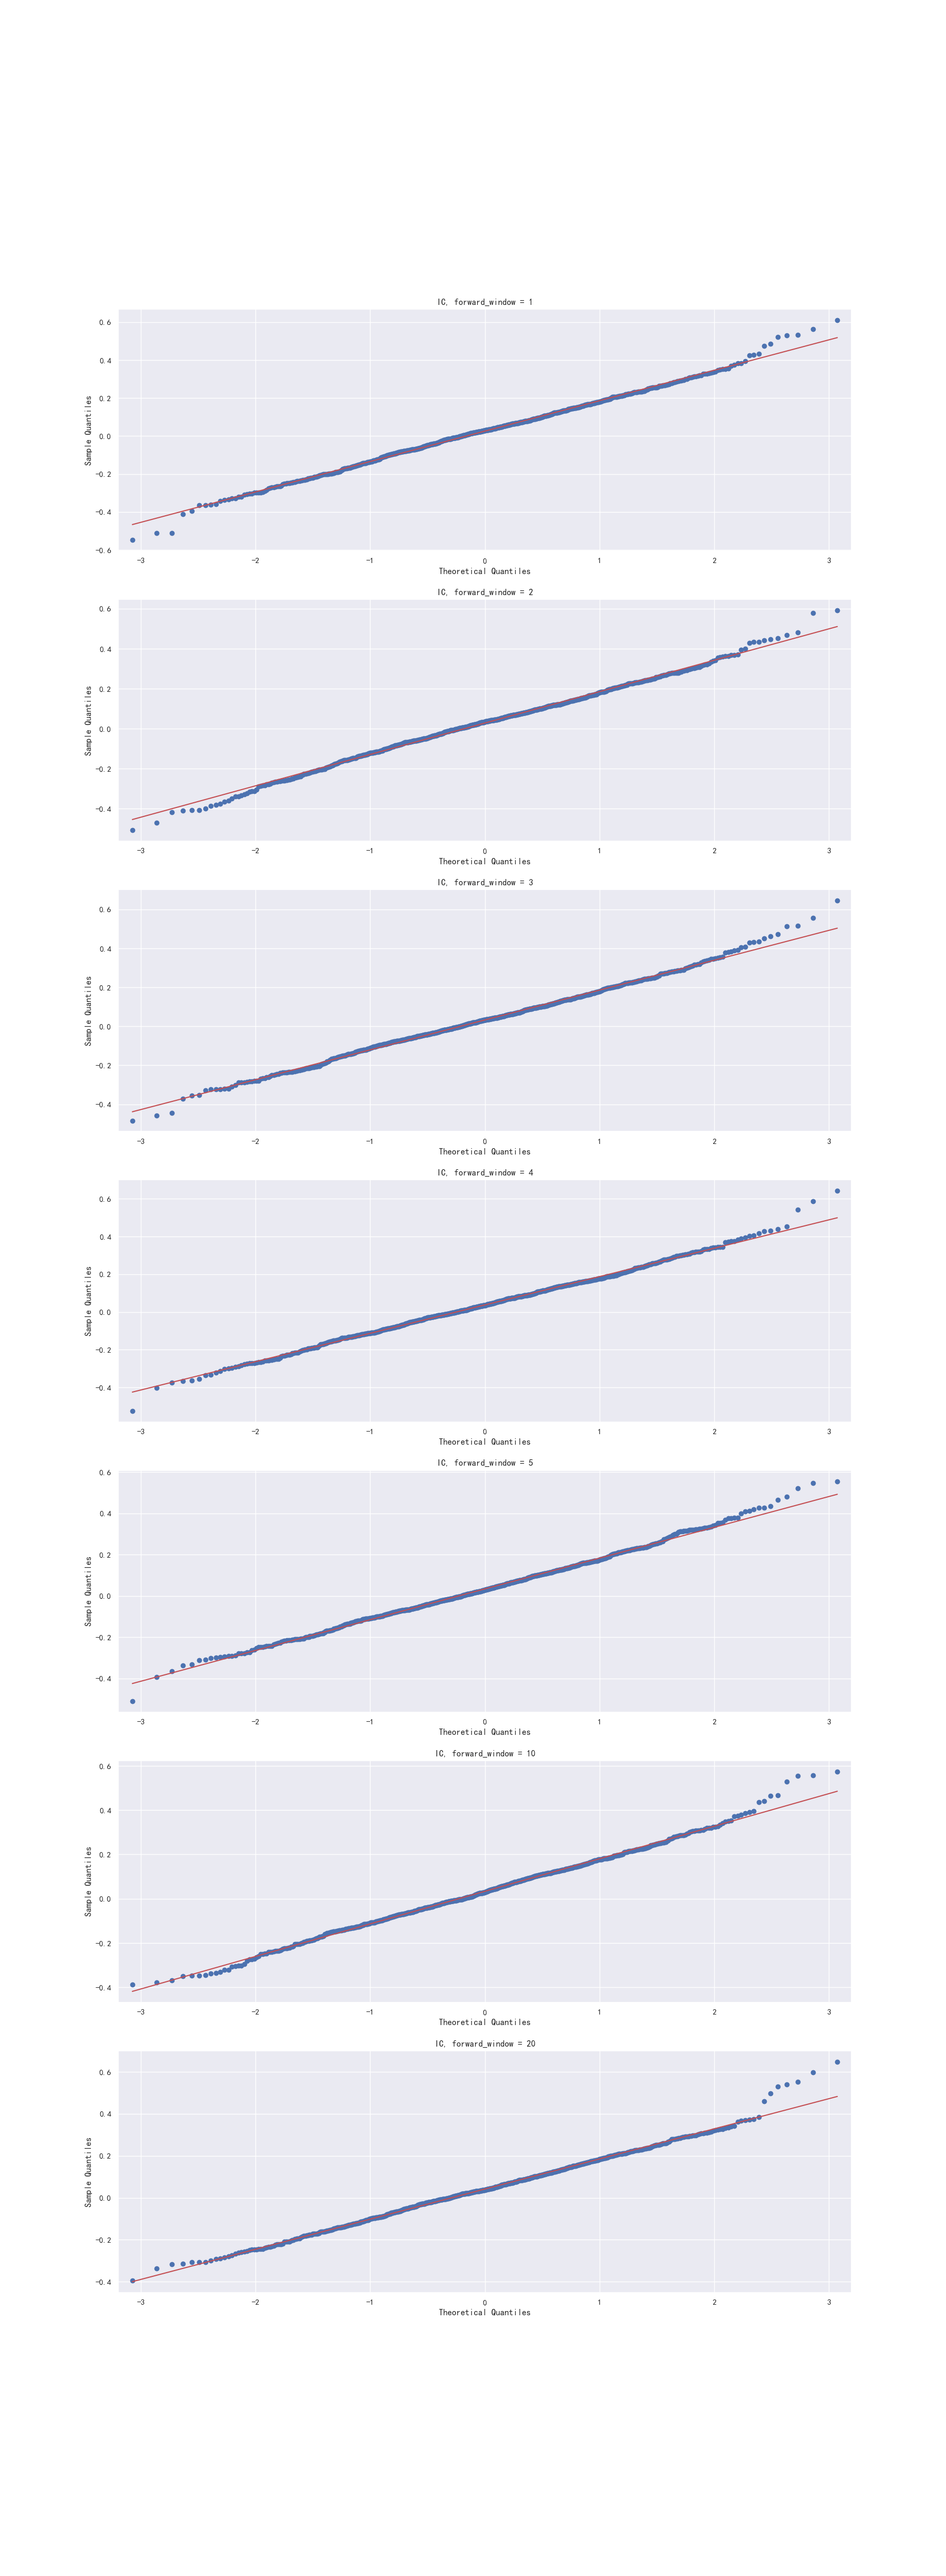 IC, forward_window = 1
0.6
0.4
0.2
0.0
-0.2
-0.4
-0.6
Sample Quantiles
-3 -2 -1 0 1 2 3
Theoretical Quantiles
IC, forward_window = 2
0.6
0.4
0.2
0.0
-0.2
-0.4
Sample Quantiles
-3 -2 -1 0 1 2 3
Theoretical Quantiles
IC, forward_window = 3
0.6
0.4
0.2
0.0
-0.2
-0.4
Sample Quantiles
-3 -2 -1 0 1 2 3
Theoretical Quantiles
IC, forward_window = 4
0.6
0.4
0.2
0.0
-0.2
-0.4
Sample Quantiles
-3 -2 -1 0 1 2 3
Theoretical Quantiles
IC, forward_window = 5
0.6
0.4
0.2
0.0
-0.2
-0.4
Sample Quantiles
-3 -2 -1 0 1 2 3
Theoretical Quantiles
IC, forward_window = 10
0.6
0.4
0.2
0.0
-0.2
-0.4
Sample Quantiles
-3 -2 -1 0 1 2 3
Theoretical Quantiles
IC, forward_window = 20
0.6
0.4
0.2
0.0
-0.2
-0.4
Sample Quantiles
-3 -2 -1 0 1 2 3
Theoretical Quantiles